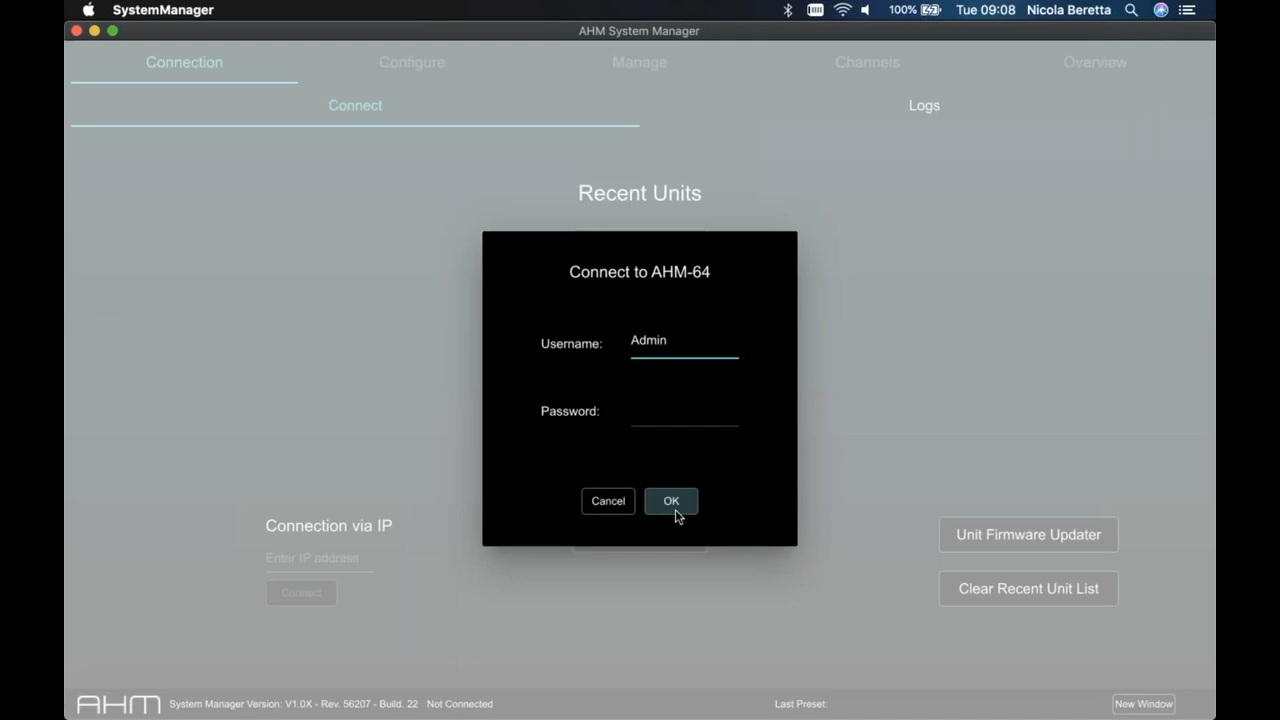 SystemManager
100%
Tue 09:08
Nicola Beretta
AHM System Manager
Connection
Configure
Manage
Channels
Overview
Connect
Logs
Recent Units
Connect to AHM-64
Username:
Admin
Password:
Cancel
OK
Connection via IP
Enter IP address
Connect
Unit Firmware Updater
Clear Recent Unit List
AHM
System Manager Version: V1.0X - Rev. 56207 - Build. 22 Not Connected
Last Preset:
New Window